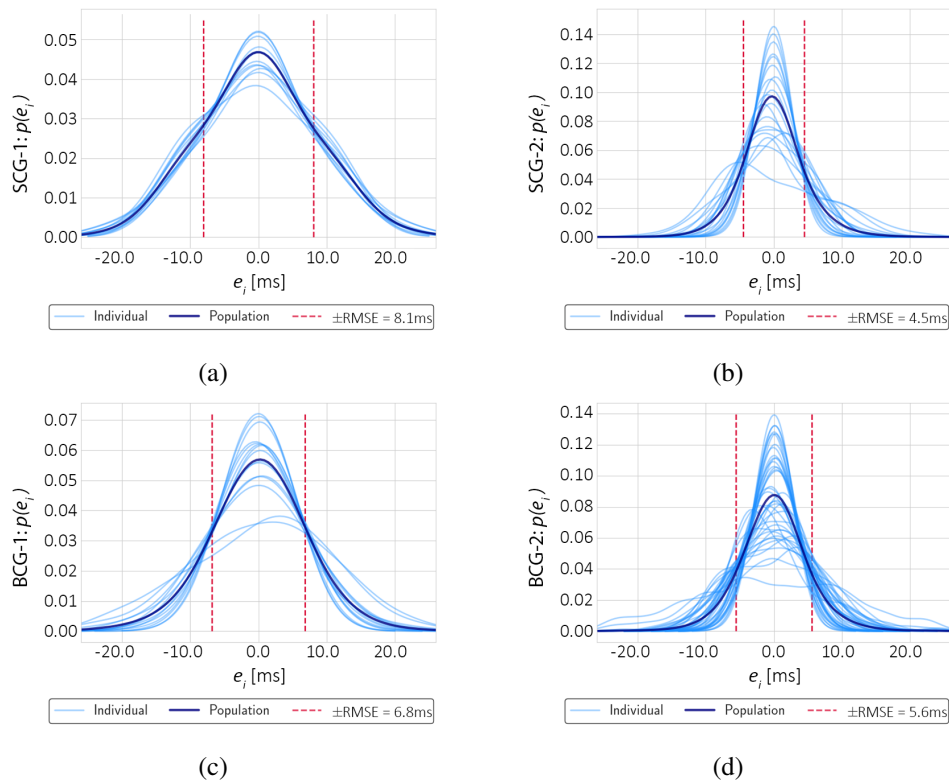 SCG-1: p(e_i)
0.05
0.04
0.03
0.02
0.01
0.00
-20.0 -10.0 0.0 10.0 20.0
e_i [ms]
Individual Population ±RMSE = 8.1ms
(a)
SCG-2: p(e_i)
0.14
0.12
0.10
0.08
0.06
0.04
0.02
0.00
-20.0 -10.0 0.0 10.0 20.0
e_i [ms]
Individual Population ±RMSE = 4.5ms
(b)
BCG-1: p(e_i)
0.07
0.06
0.05
0.04
0.03
0.02
0.01
0.00
-20.0 -10.0 0.0 10.0 20.0
e_i [ms]
Individual Population ±RMSE = 6.8ms
(c)
BCG-2: p(e_i)
0.14
0.12
0.10
0.08
0.06
0.04
0.02
0.00
-20.0 -10.0 0.0 10.0 20.0
e_i [ms]
Individual Population ±RMSE = 5.6ms
(d)